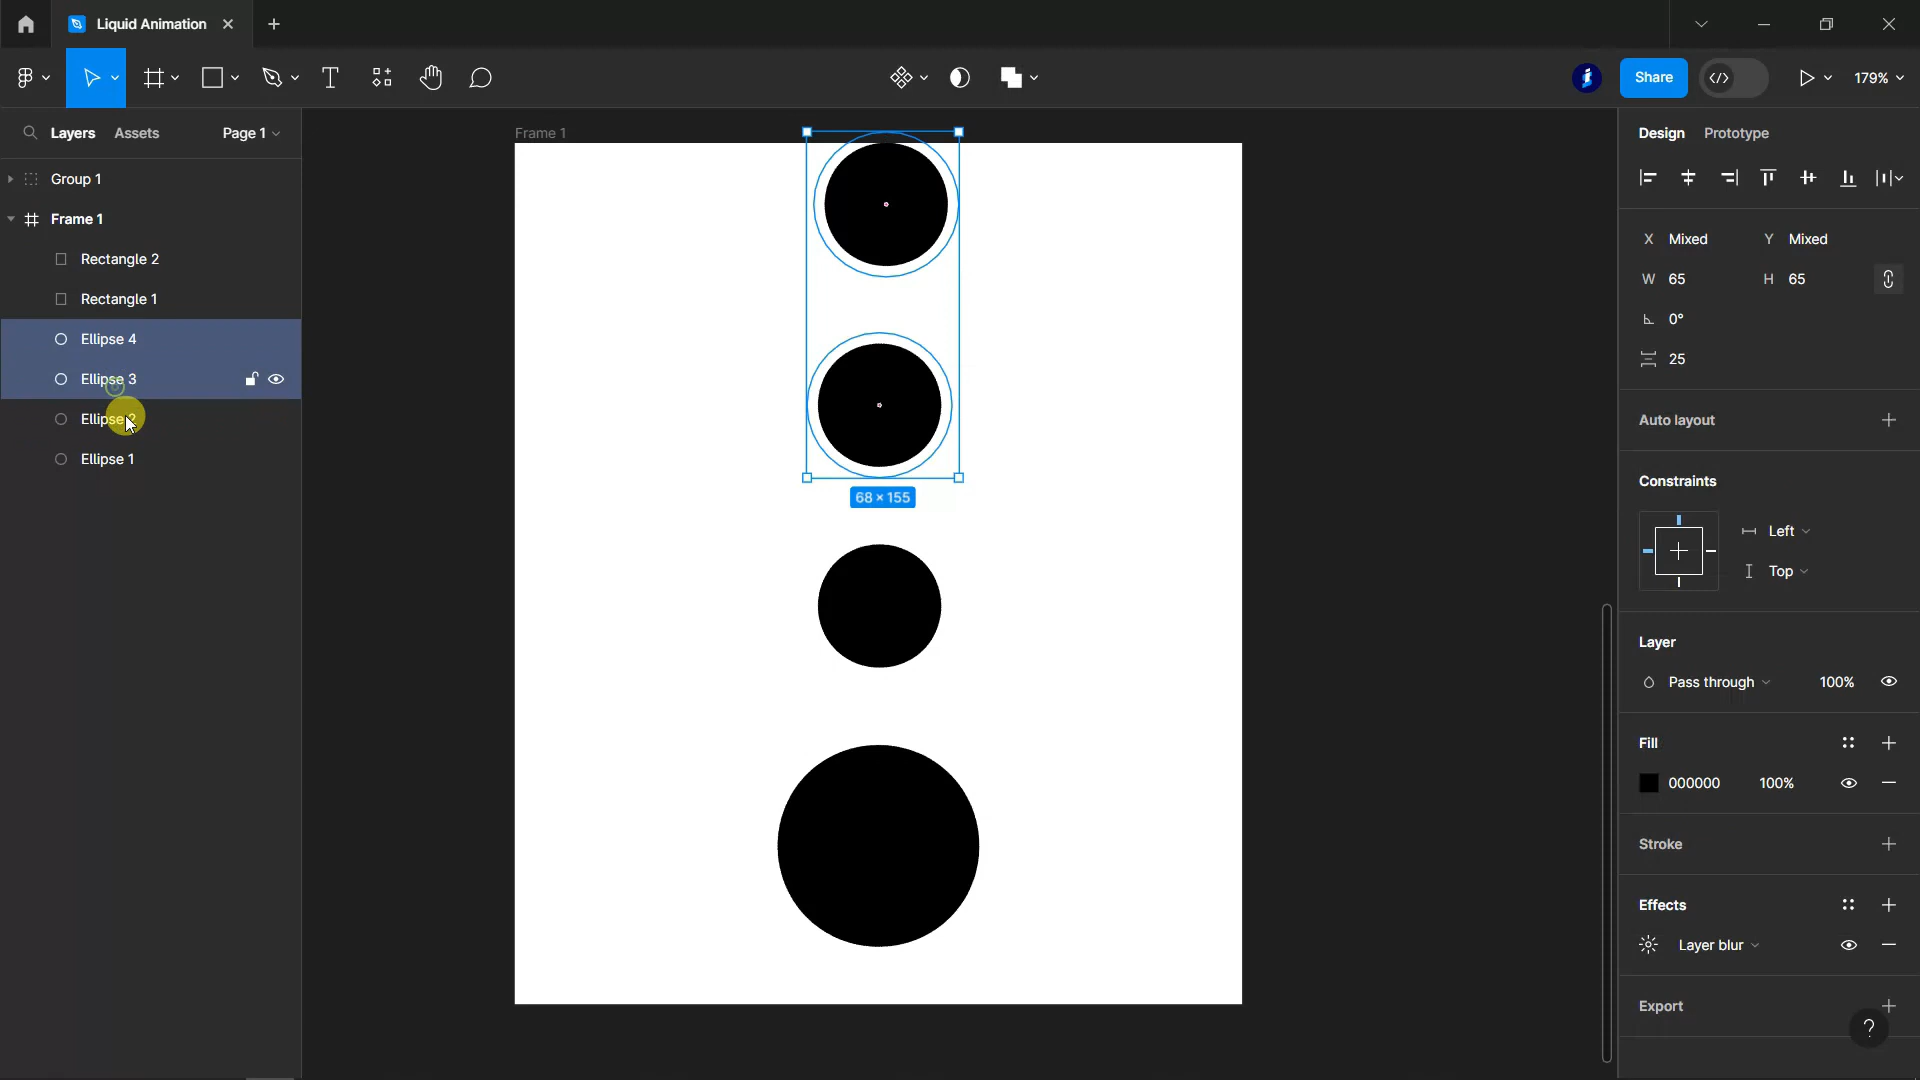 Liquid Animation
Share
179%
Layers
Assets
Page 1
Group 1
Frame 1
Rectangle 2
Rectangle 1
Ellipse 4
Ellipse 3
Ellipse 2
Ellipse 1
Frame 1
68 × 155
Design
Prototype
X Mixed
Y Mixed
W 65
H 65
0°
25
Auto layout
Constraints
Left
Top
Layer
Pass through
100%
Fill
000000
100%
Stroke
Effects
Layer blur
Export
?